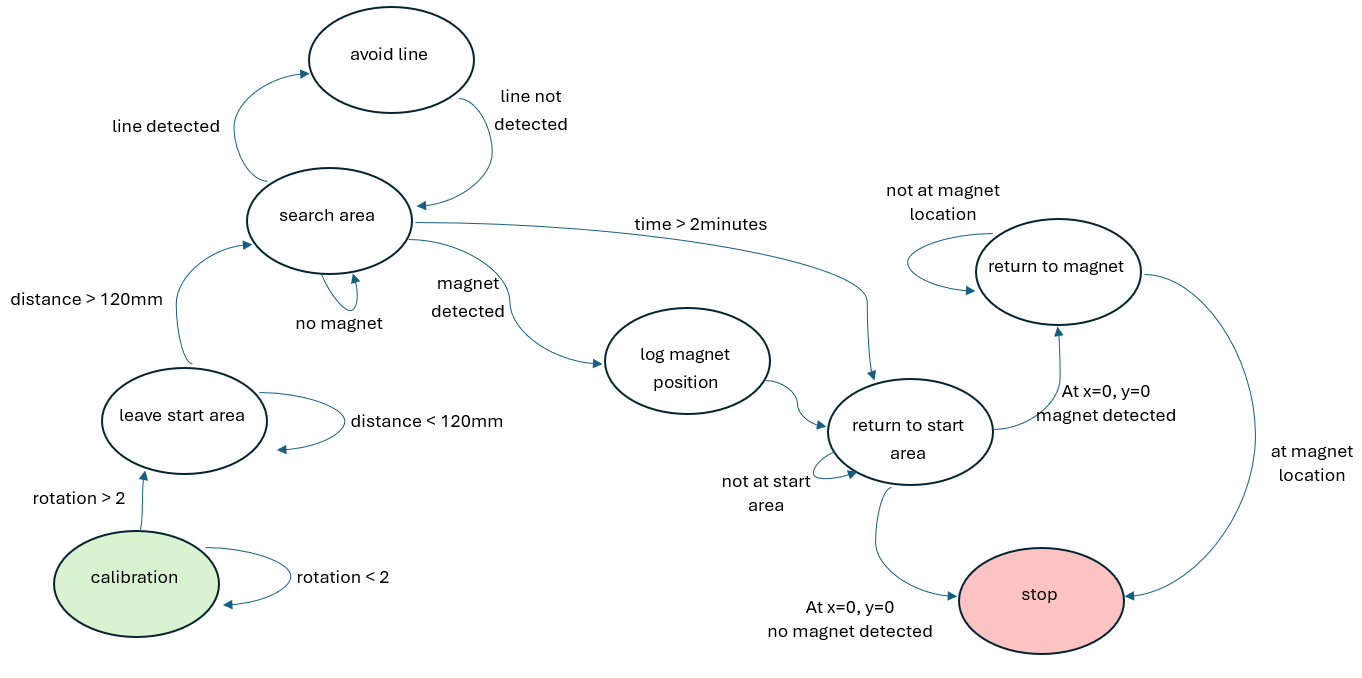 avoid line
line not
detected
line detected
search area
time > 2minutes
not at magnet
location
return to magnet
distance > 120mm
magnet
detected
no magnet
log magnet
position
At x=0, y=0
magnet detected
leave start area
distance < 120mm
return to start
area
at magnet
location
not at start
area
rotation > 2
calibration
rotation < 2
stop
At x=0, y=0
no magnet detected